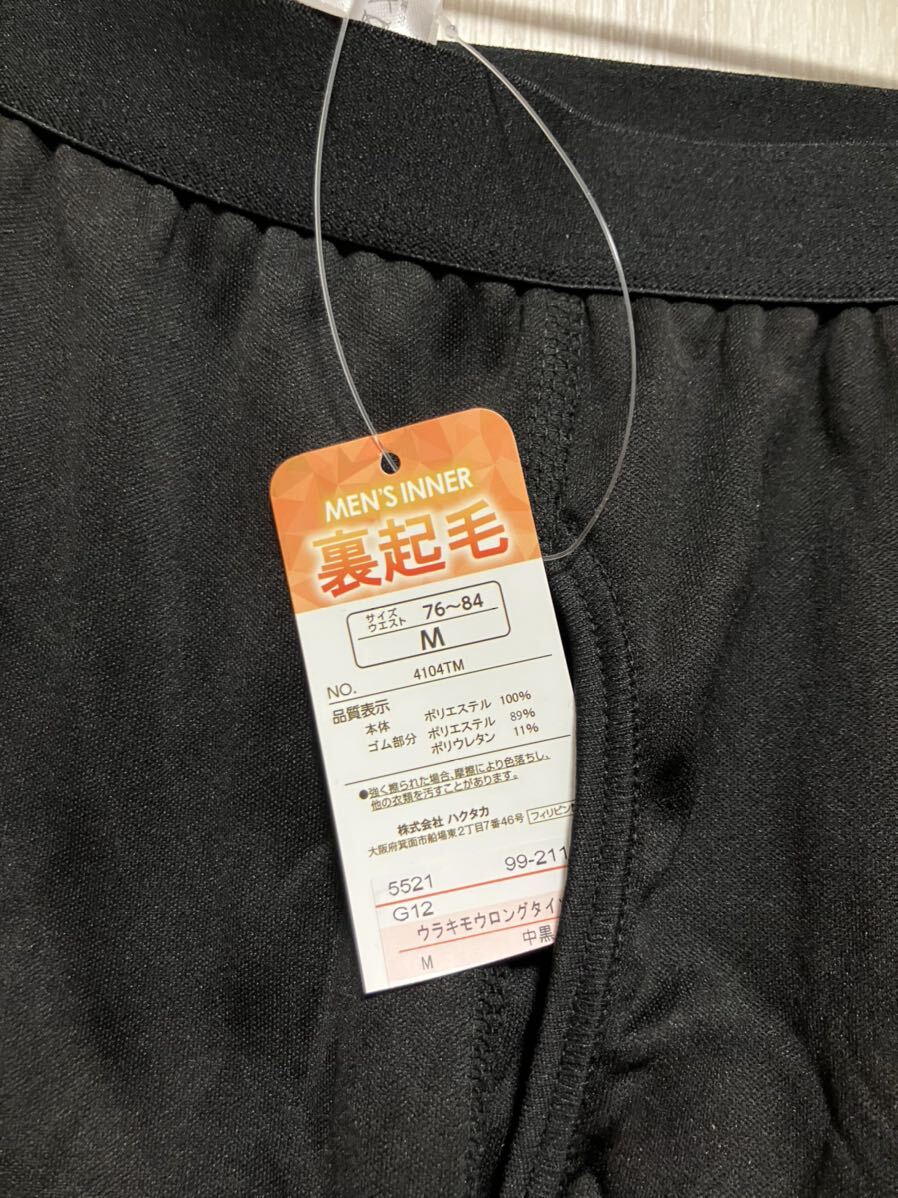 MEN'S INNER
裏起毛
サイズ
ウエスト 76〜84
M
NO. 4104TM
品質表示
本体 ポリエステル 100%
ゴム部分 ポリエステル 89%
ポリウレタン 11%
●強く擦られた場合、摩擦により色落ちし、
他の衣類を汚すことがあります。
株式会社 ハクタカ
大阪府箕面市船場東2丁目7番46号 フィリピン
5521 99-211
G12
ウラキモウロングタイ
M 中黒